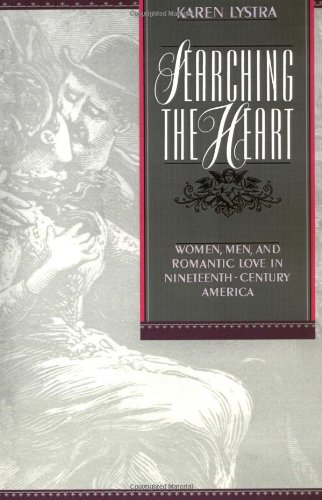 KAREN LYSTRA
SEARCHING
THE HEART
WOMEN, MEN, AND
ROMANTIC LOVE IN
NINETEENTH-CENTURY
AMERICA